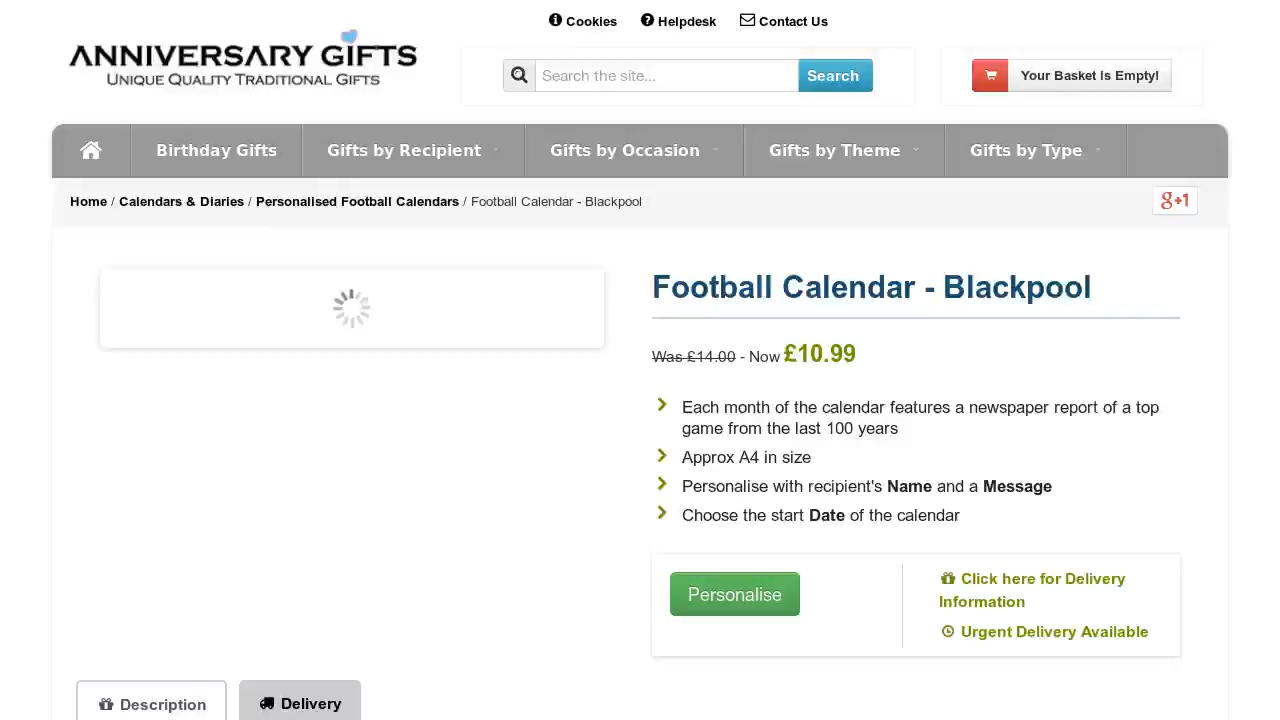 Cookies Helpdesk Contact Us
ANNIVERSARY GIFTS
UNIQUE QUALITY TRADITIONAL GIFTS
Search the site... Search
Your Basket is Empty!
Birthday Gifts Gifts by Recipient Gifts by Occasion Gifts by Theme Gifts by Type
Home / Calendars & Diaries / Personalised Football Calendars / Football Calendar - Blackpool
g+1
Football Calendar - Blackpool
Was £14.00 - Now £10.99
Each month of the calendar features a newspaper report of a top
game from the last 100 years
Approx A4 in size
Personalise with recipient's Name and a Message
Choose the start Date of the calendar
Personalise
Click here for Delivery
Information
Urgent Delivery Available
Description Delivery